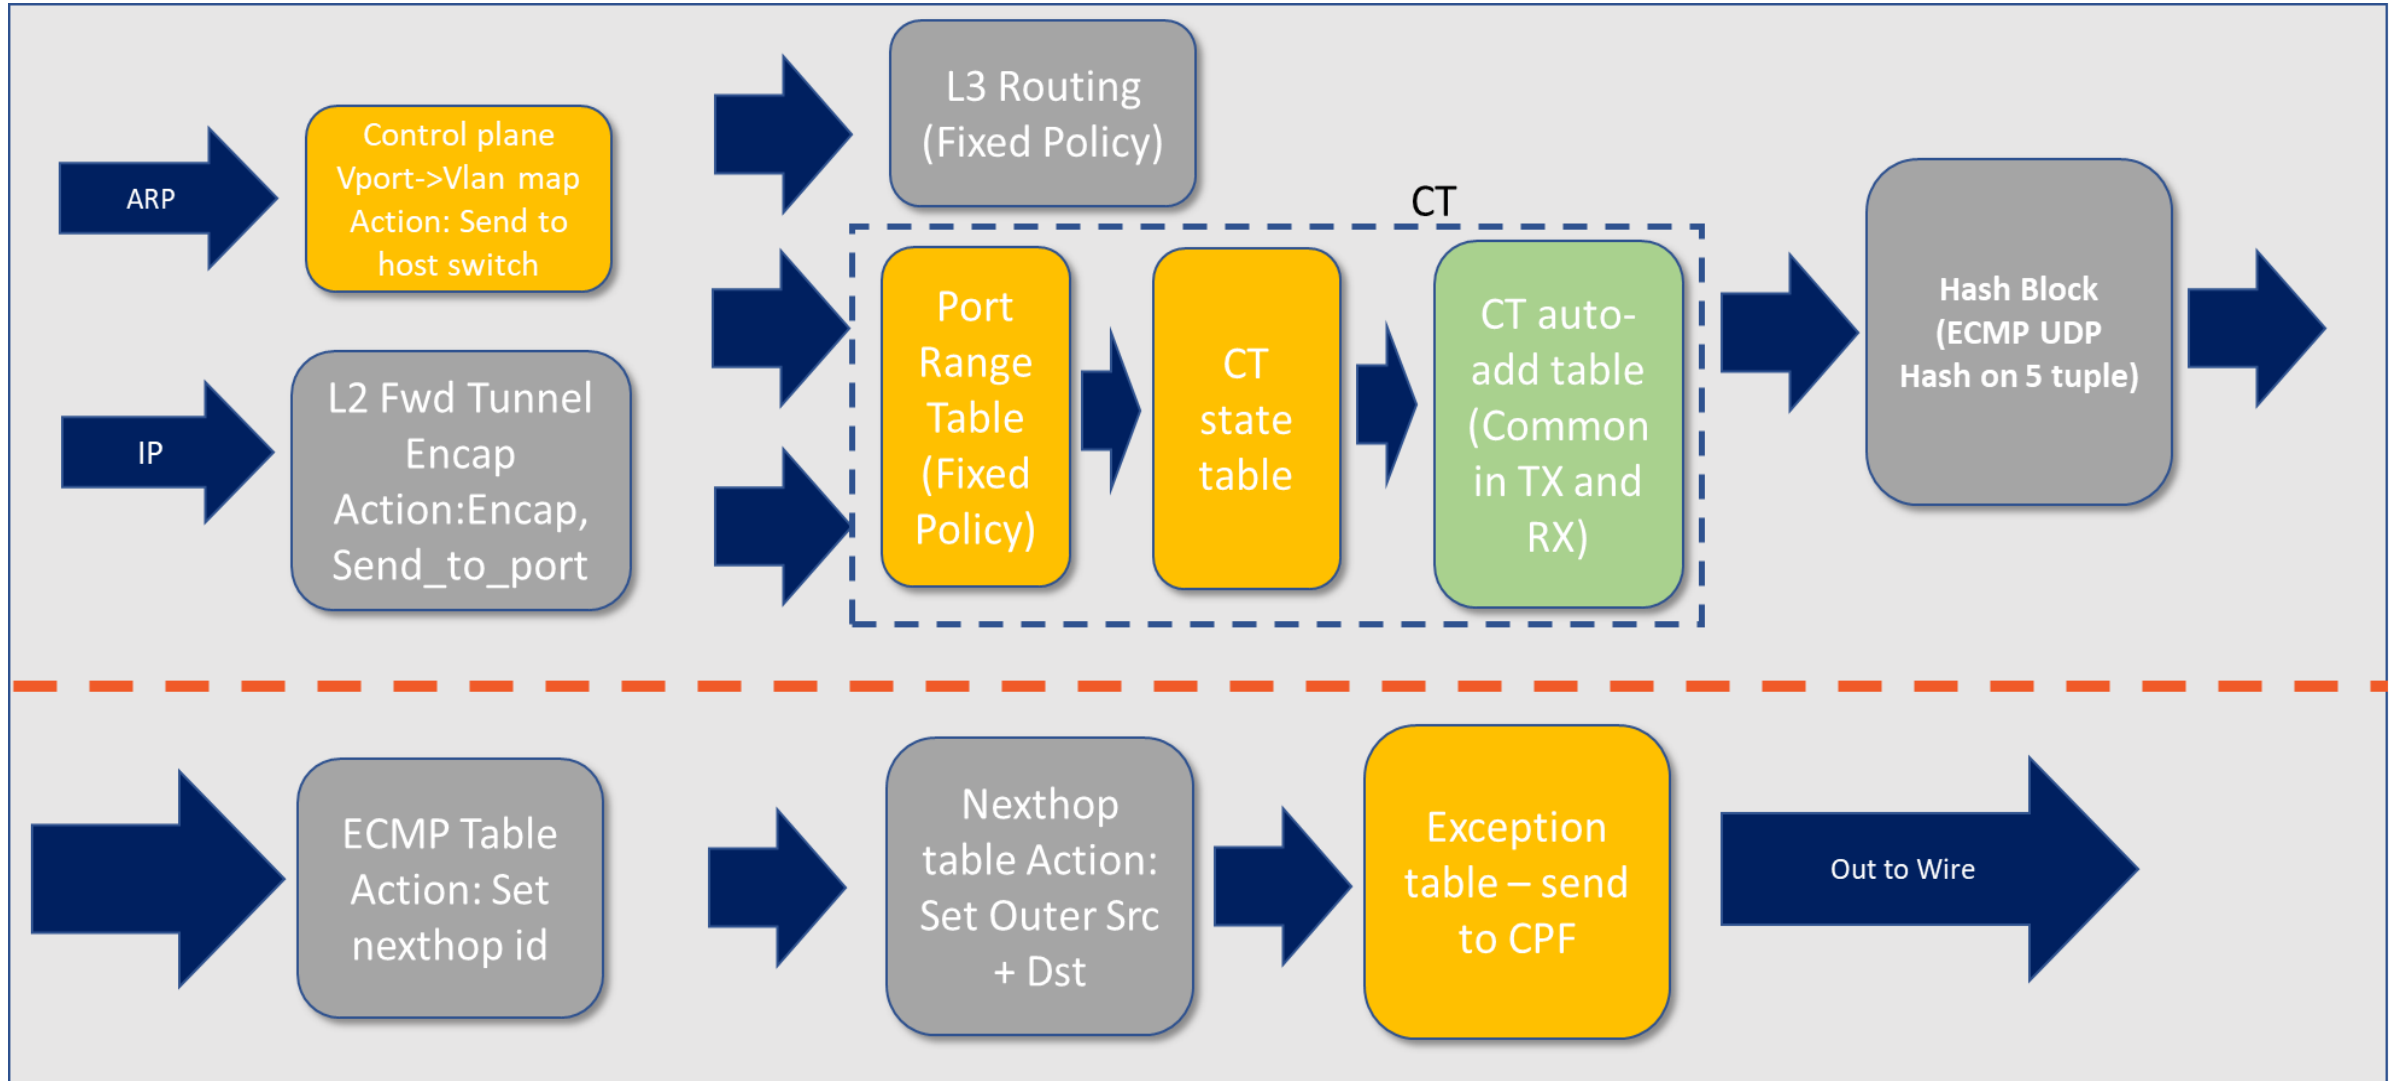 ARP
Control plane
Vport->Vlan map
Action: Send to
host switch
IP
L2 Fwd Tunnel
Encap
Action:Encap,
Send_to_port
L3 Routing
(Fixed Policy)
CT
Port
Range
Table
(Fixed
Policy)
CT
state
table
CT auto-
add table
(Common
in TX and
RX)
Hash Block
(ECMP UDP
Hash on 5 tuple)
ECMP Table
Action: Set
nexthop id
Nexthop
table Action:
Set Outer Src
+ Dst
Exception
table – send
to CPF
Out to Wire